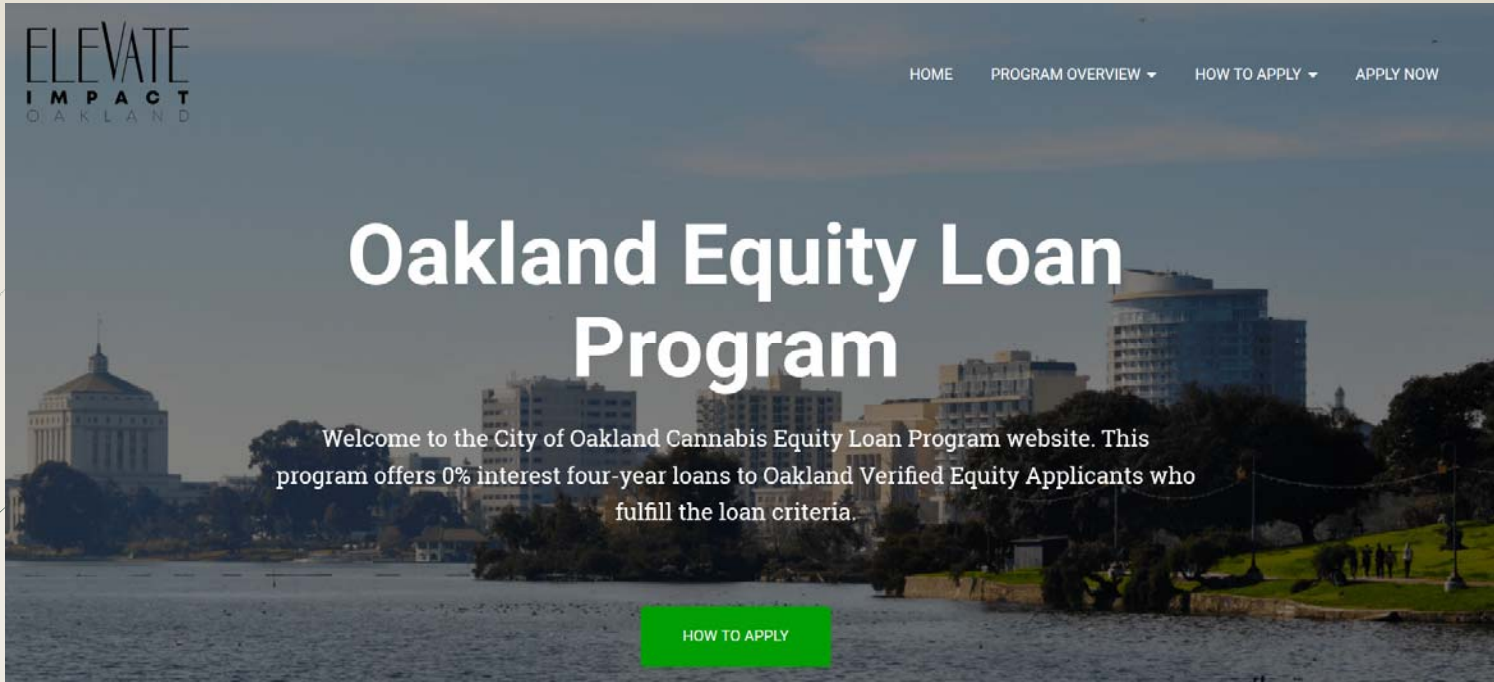 ELEVATE
IMPACT
OAKLAND
HOME PROGRAM OVERVIEW HOW TO APPLY APPLY NOW
Oakland Equity Loan
Program
Welcome to the City of Oakland Cannabis Equity Loan Program website. This
program offers 0% interest four-year loans to Oakland Verified Equity Applicants who
fulfill the loan criteria.
HOW TO APPLY